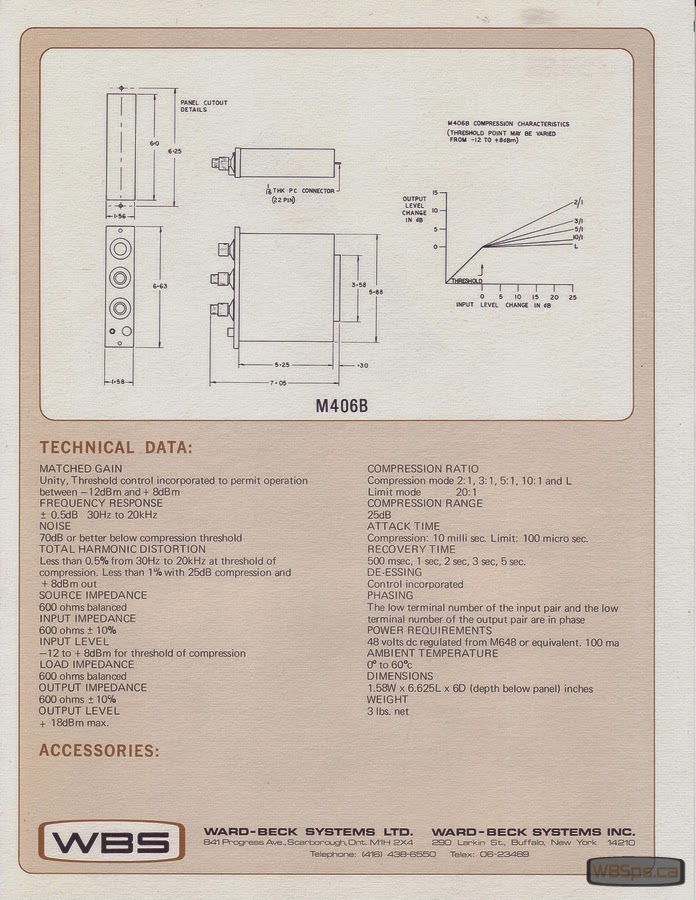 PANEL CUTOUT
DETAILS
6·0
6·25
1·56
1/16 THK PC CONNECTOR
(22 PIN)
M406B COMPRESSION CHARACTERISTICS
(THRESHOLD POINT MAY BE VARIED
FROM -12 TO +8dBm)
OUTPUT
LEVEL
CHANGE
IN dB
15
10
5
0
2/1
3/1
5/1
10/1
L
THRESHOLD
0 5 10 15 20 25
INPUT LEVEL CHANGE IN dB
6·63
1·58
3·58
5·88
5·25
·30
7·05
M406B
TECHNICAL DATA:
MATCHED GAIN
Unity, Threshold control incorporated to permit operation
between —12dBm and + 8dBm
FREQUENCY RESPONSE
± 0.5dB 30Hz to 20kHz
NOISE
70dB or better below compression threshold
TOTAL HARMONIC DISTORTION
Less than 0.5% from 30Hz to 20kHz at threshold of
compression. Less than 1% with 25dB compression and
+ 8dBm out
SOURCE IMPEDANCE
600 ohms balanced
INPUT IMPEDANCE
600 ohms ± 10%
INPUT LEVEL
—12 to + 8dBm for threshold of compression
LOAD IMPEDANCE
600 ohms balanced
OUTPUT IMPEDANCE
600 ohms ± 10%
OUTPUT LEVEL
+ 18dBm max.
COMPRESSION RATIO
Compression mode 2:1, 3:1, 5:1, 10:1 and L
Limit mode 20:1
COMPRESSION RANGE
25dB
ATTACK TIME
Compression: 10 milli sec. Limit: 100 micro sec.
RECOVERY TIME
500 msec, 1 sec, 2 sec, 3 sec, 5 sec.
DE-ESSING
Control incorporated
PHASING
The low terminal number of the input pair and the low
terminal number of the output pair are in phase
POWER REQUIREMENTS
48 volts dc regulated from M648 or equivalent. 100 ma
AMBIENT TEMPERATURE
0° to 60°c
DIMENSIONS
1.58W x 6.625L x 6D (depth below panel) inches
WEIGHT
3 lbs. net
ACCESSORIES:
WBS
WARD-BECK SYSTEMS LTD. WARD-BECK SYSTEMS INC.
841 Progress Ave., Scarborough, Ont. M1H 2X4 290 Larkin St., Buffalo, New York 14210
Telephone: (416) 438-6550 Telex: 06-23469
WBSps.ca